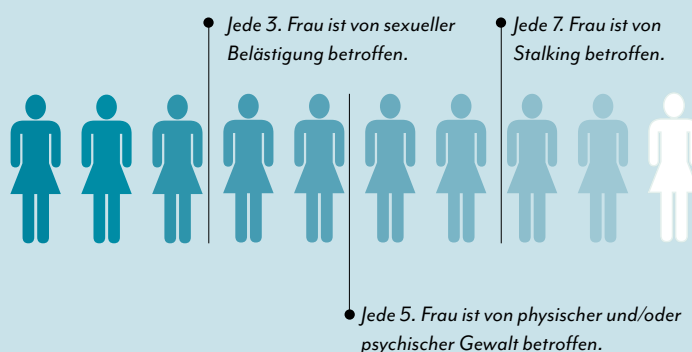 Jede 3. Frau ist von sexueller
Belästigung betroffen.
Jede 7. Frau ist von
Stalking betroffen.
Jede 5. Frau ist von physischer und/oder
psychischer Gewalt betroffen.